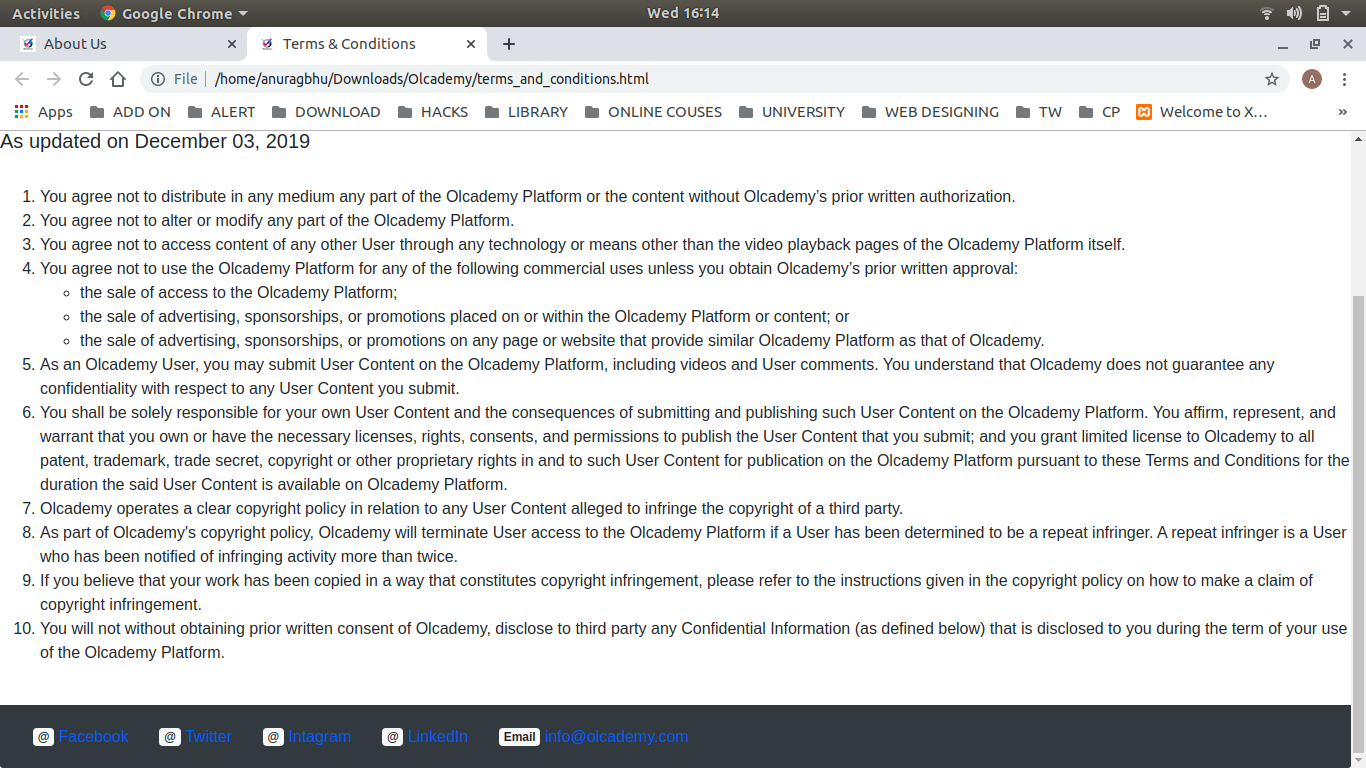 Activities Google Chrome Wed 16:14
About Us Terms & Conditions
File /home/anuragbhu/Downloads/Olcademy/terms_and_conditions.html A
Apps ADD ON ALERT DOWNLOAD HACKS LIBRARY ONLINE COUSES UNIVERSITY WEB DESIGNING TW CP Welcome to X… »
As updated on December 03, 2019
1. You agree not to distribute in any medium any part of the Olcademy Platform or the content without Olcademy’s prior written authorization.
2. You agree not to alter or modify any part of the Olcademy Platform.
3. You agree not to access content of any other User through any technology or means other than the video playback pages of the Olcademy Platform itself.
4. You agree not to use the Olcademy Platform for any of the following commercial uses unless you obtain Olcademy’s prior written approval:
◦ the sale of access to the Olcademy Platform;
◦ the sale of advertising, sponsorships, or promotions placed on or within the Olcademy Platform or content; or
◦ the sale of advertising, sponsorships, or promotions on any page or website that provide similar Olcademy Platform as that of Olcademy.
5. As an Olcademy User, you may submit User Content on the Olcademy Platform, including videos and User comments. You understand that Olcademy does not guarantee any
confidentiality with respect to any User Content you submit.
6. You shall be solely responsible for your own User Content and the consequences of submitting and publishing such User Content on the Olcademy Platform. You affirm, represent, and
warrant that you own or have the necessary licenses, rights, consents, and permissions to publish the User Content that you submit; and you grant limited license to Olcademy to all
patent, trademark, trade secret, copyright or other proprietary rights in and to such User Content for publication on the Olcademy Platform pursuant to these Terms and Conditions for the
duration the said User Content is available on Olcademy Platform.
7. Olcademy operates a clear copyright policy in relation to any User Content alleged to infringe the copyright of a third party.
8. As part of Olcademy's copyright policy, Olcademy will terminate User access to the Olcademy Platform if a User has been determined to be a repeat infringer. A repeat infringer is a User
who has been notified of infringing activity more than twice.
9. If you believe that your work has been copied in a way that constitutes copyright infringement, please refer to the instructions given in the copyright policy on how to make a claim of
copyright infringement.
10. You will not without obtaining prior written consent of Olcademy, disclose to third party any Confidential Information (as defined below) that is disclosed to you during the term of your use
of the Olcademy Platform.
@ Facebook @ Twitter @ Intagram @ LinkedIn Email info@olcademy.com